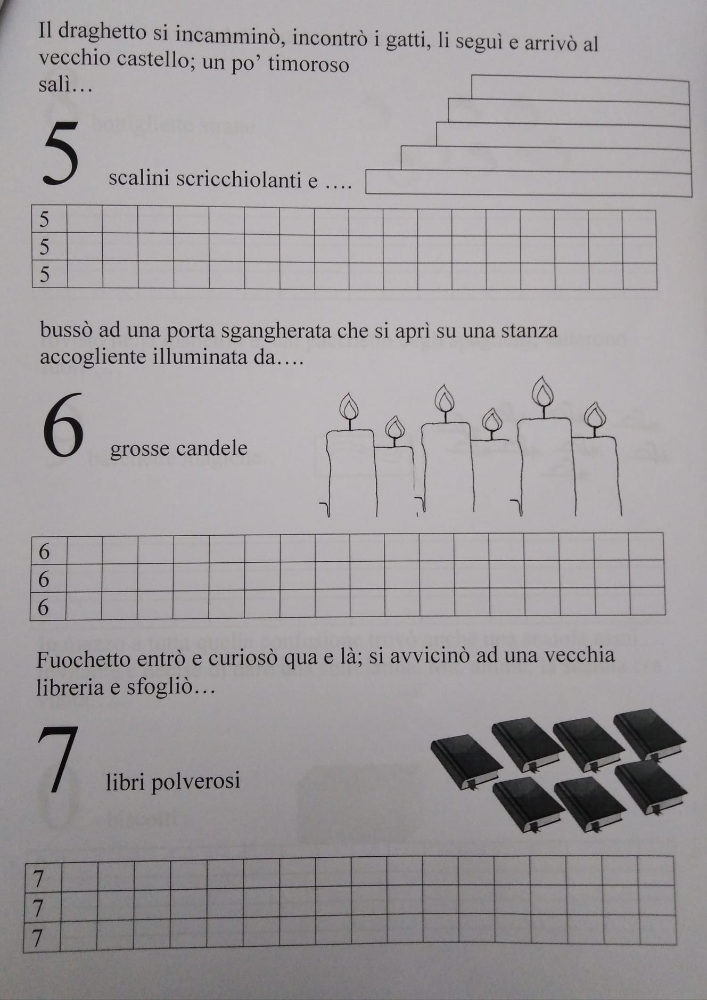 Il draghetto si incamminò, incontrò i gatti, li seguì e arrivò al
vecchio castello; un po’ timoroso
salì…
5 scalini scricchiolanti e ….
5
5
5
bussò ad una porta sgangherata che si aprì su una stanza
accogliente illuminata da….
6 grosse candele
6
6
6
Fuochetto entrò e curiosò qua e là; si avvicinò ad una vecchia
libreria e sfogliò…
7 libri polverosi
7
7
7